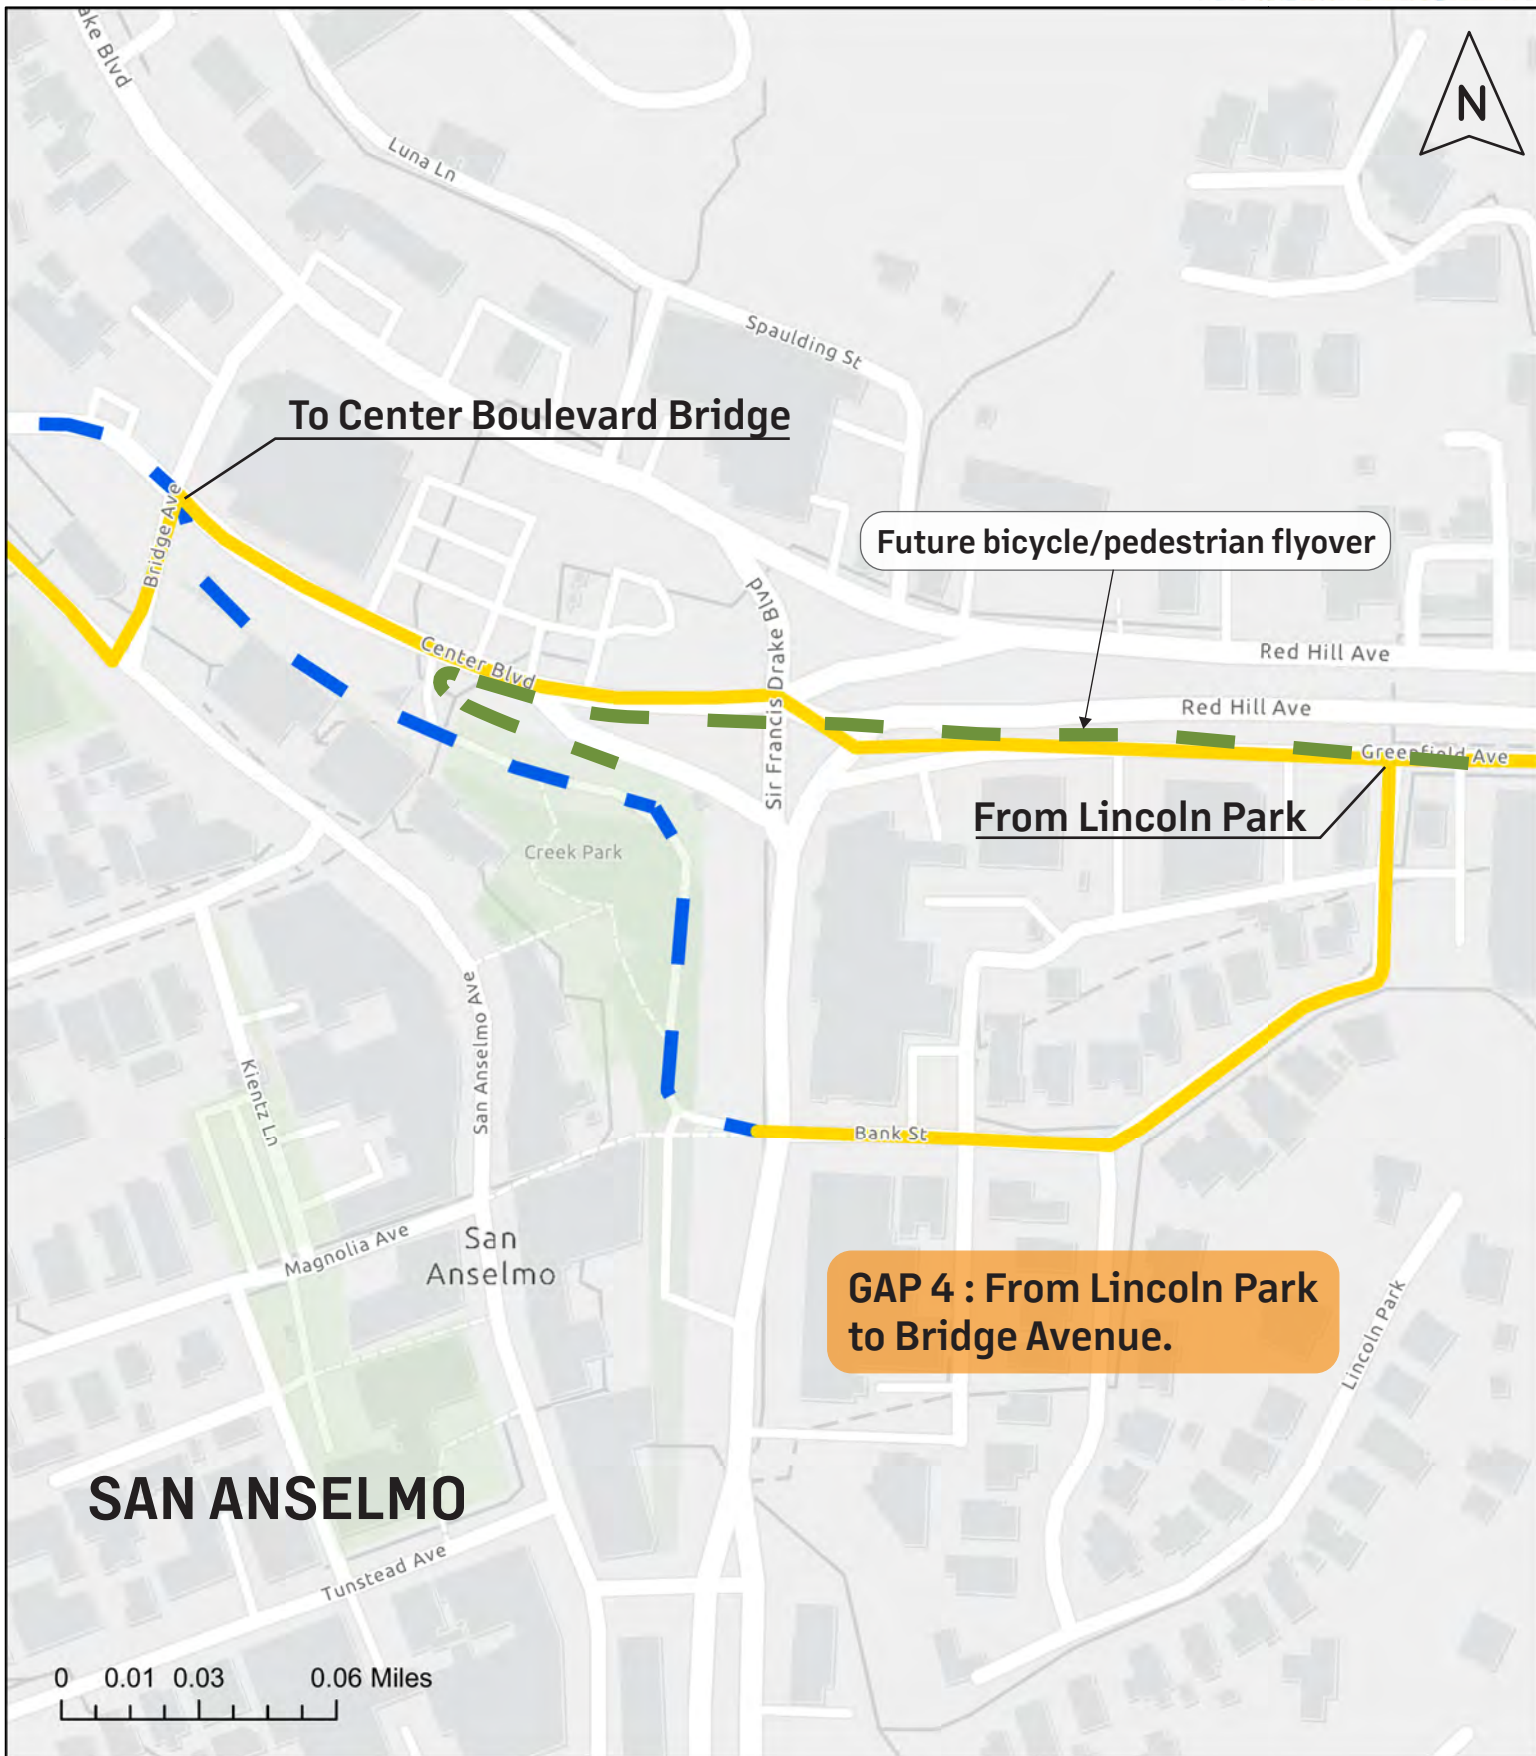 ake Blvd
N
Luna Ln
Spaulding St
To Center Boulevard Bridge
Bridge Ave
Future bicycle/pedestrian flyover
Sir Francis Drake Blvd
Center Blvd
Red Hill Ave
Red Hill Ave
Greenfield Ave
From Lincoln Park
Creek Park
San Anselmo Ave
Kientz Ln
Bank St
Magnolia Ave
San
Anselmo
GAP 4 : From Lincoln Park
to Bridge Avenue.
Lincoln Park
SAN ANSELMO
Tunstead Ave
0 0.01 0.03 0.06 Miles